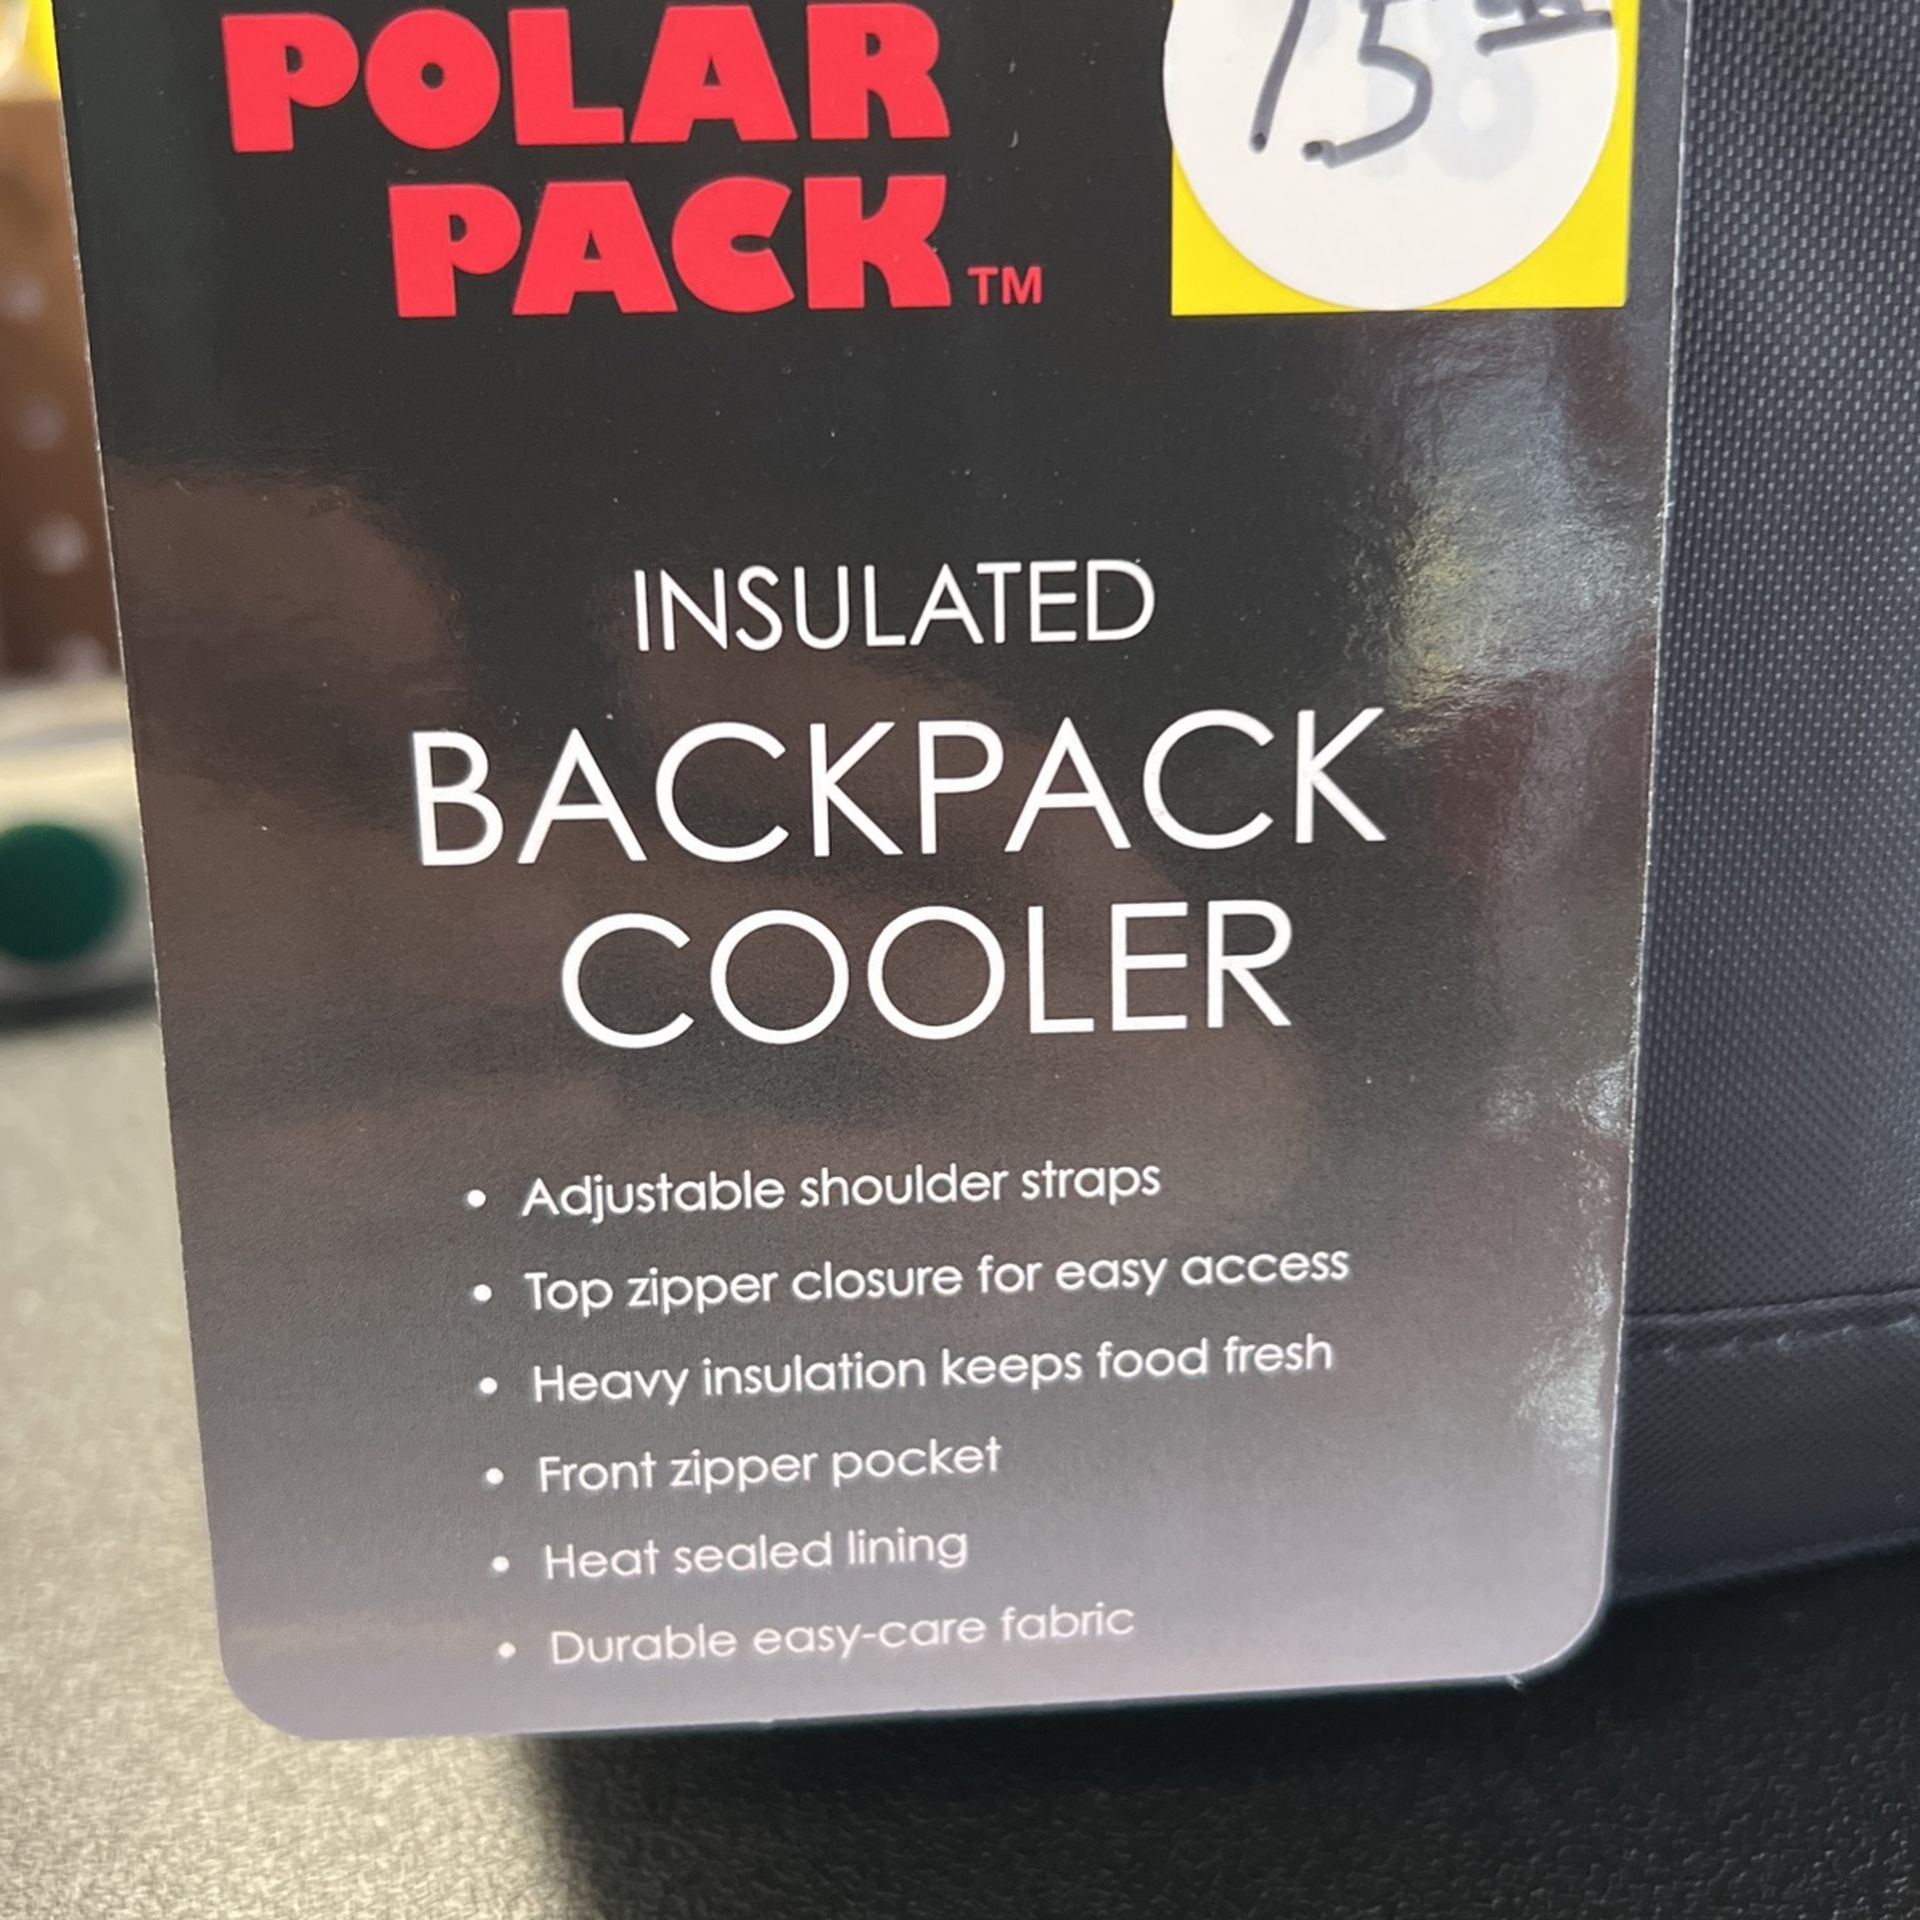 POLAR
PACK™
15
INSULATED
BACKPACK
COOLER
• Adjustable shoulder straps
• Top zipper closure for easy access
• Heavy insulation keeps food fresh
• Front zipper pocket
• Heat sealed lining
• Durable easy-care fabric